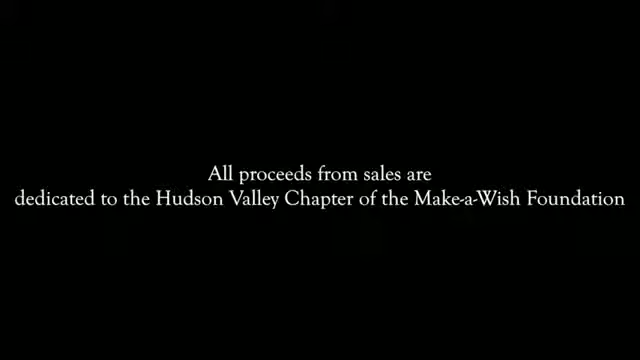 All proceeds from sales are
dedicated to the Hudson Valley Chapter of the Make-a-Wish Foundation